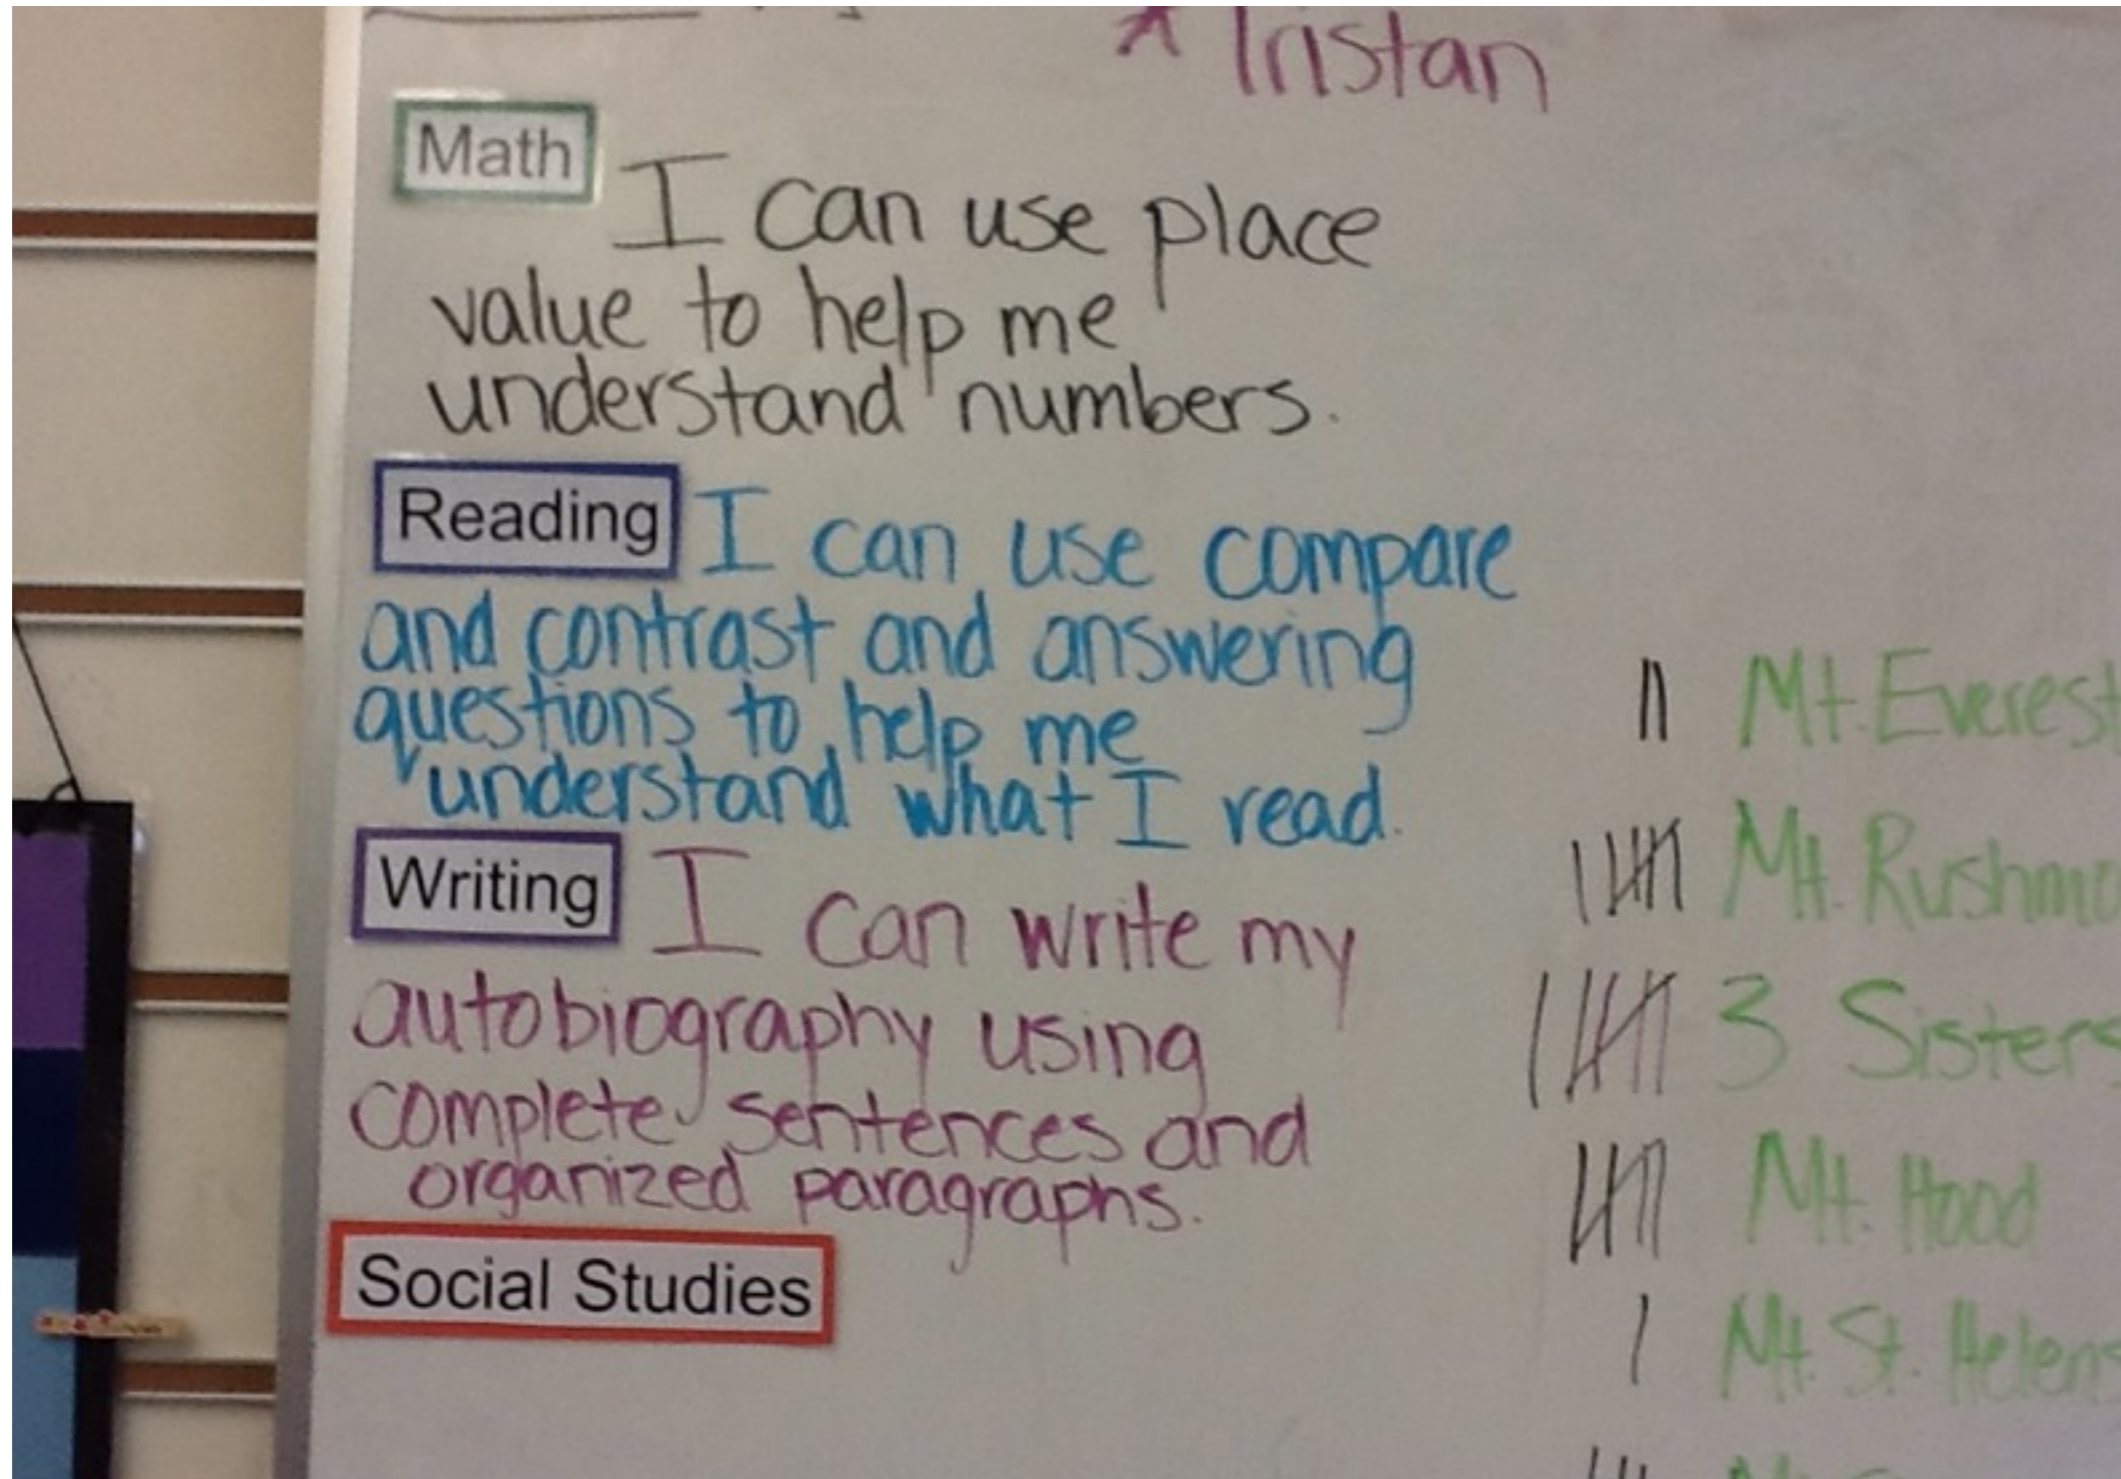 * Tristan
Math I can use place
value to help me
understand numbers.
Reading I can use compare
and contrast and answering
questions to help me
understand what I read.
Writing I can write my
autobiography using
complete sentences and
organized paragraphs.
Social Studies
Mt. Everest
Mt. Rushmo
3 Sisters
Mt. Hood
Mt. St. Helens